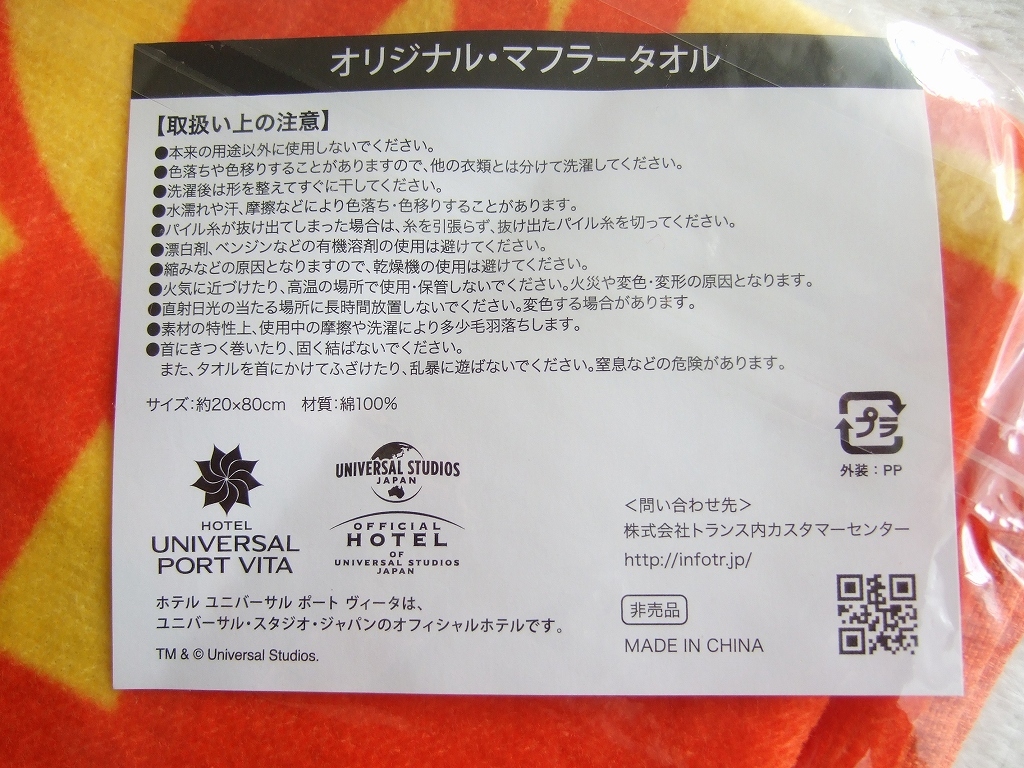 オリジナル・マフラータオル
【取扱い上の注意】
●本来の用途以外に使用しないでください。
●色落ちや色移りすることがありますので、他の衣類とは分けて洗濯してください。
●洗濯後は形を整えてすぐに干してください。
●水濡れや汗、摩擦などにより色落ち・色移りすることがあります。
●パイル糸が抜け出てしまった場合は、糸を引張らず、抜け出たパイル糸を切ってください。
●漂白剤、ベンジンなどの有機溶剤の使用は避けてください。
●縮みなどの原因となりますので、乾燥機の使用は避けてください。
●火気に近づけたり、高温の場所で使用・保管しないでください。火災や変色・変形の原因となります。
●直射日光の当たる場所に長時間放置しないでください。変色する場合があります。
●素材の特性上、使用中の摩擦や洗濯により多少毛羽落ちします。
●首にきつく巻いたり、固く結ばないでください。
また、タオルを首にかけてふざけたり、乱暴に遊ばないでください。窒息などの危険があります。
サイズ：約20×80cm　材質：綿100%
プラ
外装：PP
HOTEL
UNIVERSAL
PORT VITA
UNIVERSAL STUDIOS
JAPAN
OFFICIAL
HOTEL
OF
UNIVERSAL STUDIOS
JAPAN
ホテル ユニバーサル ポート ヴィータは、
ユニバーサル・スタジオ・ジャパンのオフィシャルホテルです。
TM & © Universal Studios.
＜問い合わせ先＞
株式会社トランス内カスタマーセンター
http://infotr.jp/
非売品
MADE IN CHINA